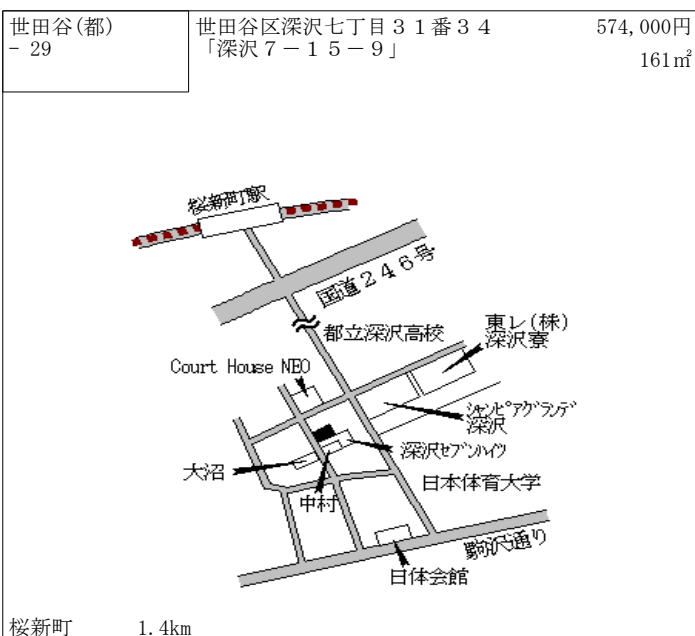 世田谷(都)
－29
世田谷区深沢七丁目３１番３４
「深沢７－１５－９」
574,000円
161㎡
桜新町駅
国道２４６号
都立深沢高校
東レ(株)
深沢寮
Court House NEO
ｼｬﾝﾋﾟｱｸﾞﾗﾝﾃﾞ
深沢
深沢ｾﾌﾞﾝﾊｲﾂ
大沼
中村
日本体育大学
駒沢通り
日体会館
桜新町　1.4km